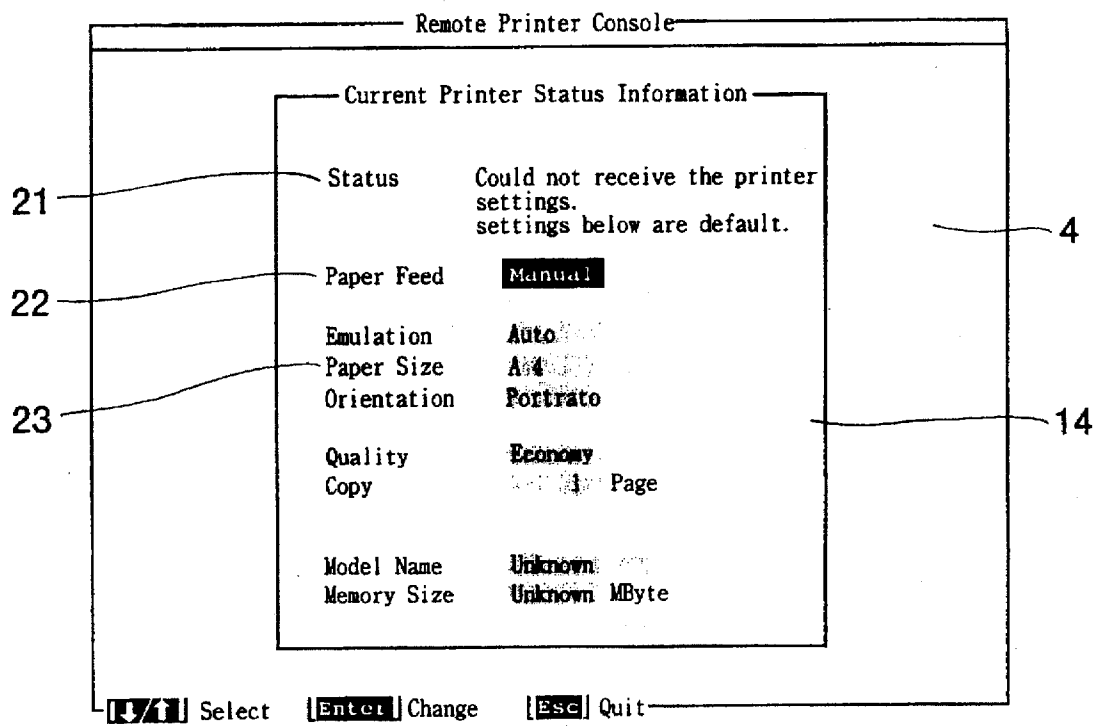 Remote Printer Console
Current Printer Status Information
21
Status Could not receive the printer
settings.
settings below are default.
4
22
Paper Feed Manual
Emulation Auto
23
Paper Size A 4
Orientation Portrato
14
Quality Economy
Copy 1 Page
Model Name Unknown
Memory Size Unknown MByte
↓/↑ Select Enter Change Esc Quit